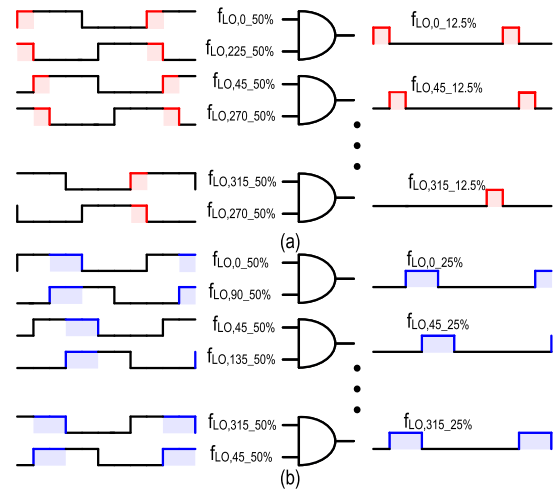 fLO,0_50%
fLO,0_12.5%
fLO,225_50%
fLO,45_50%
fLO,45_12.5%
fLO,270_50%
fLO,315_50%
fLO,315_12.5%
fLO,270_50%
(a)
fLO,0_50%
fLO,0_25%
fLO,90_50%
fLO,45_50%
fLO,45_25%
fLO,135_50%
fLO,315_50%
fLO,315_25%
fLO,45_50%
(b)